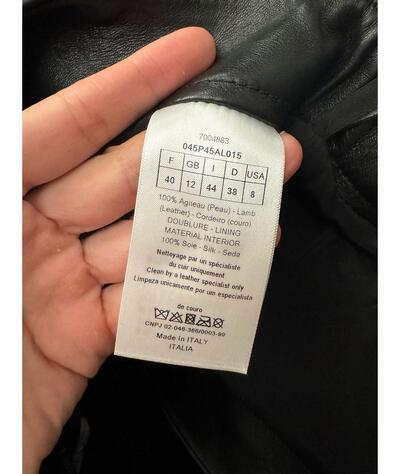 7004883
045P45AL015
F GB I D USA
40 12 44 38 8
100% Agneau (Peau) - Lamb
(Leather) - Cordeiro (couro)
DOUBLURE - LINING
MATERIAL INTERIOR
100% Soie - Silk - Seda
Nettoyage par un spécialiste
du cuir uniquement
Clean by a leather specialist only
Limpeza unicamente por um especialista
de couro
CNPJ 02-049-366/0003-90
Made in ITALY
ITALIA